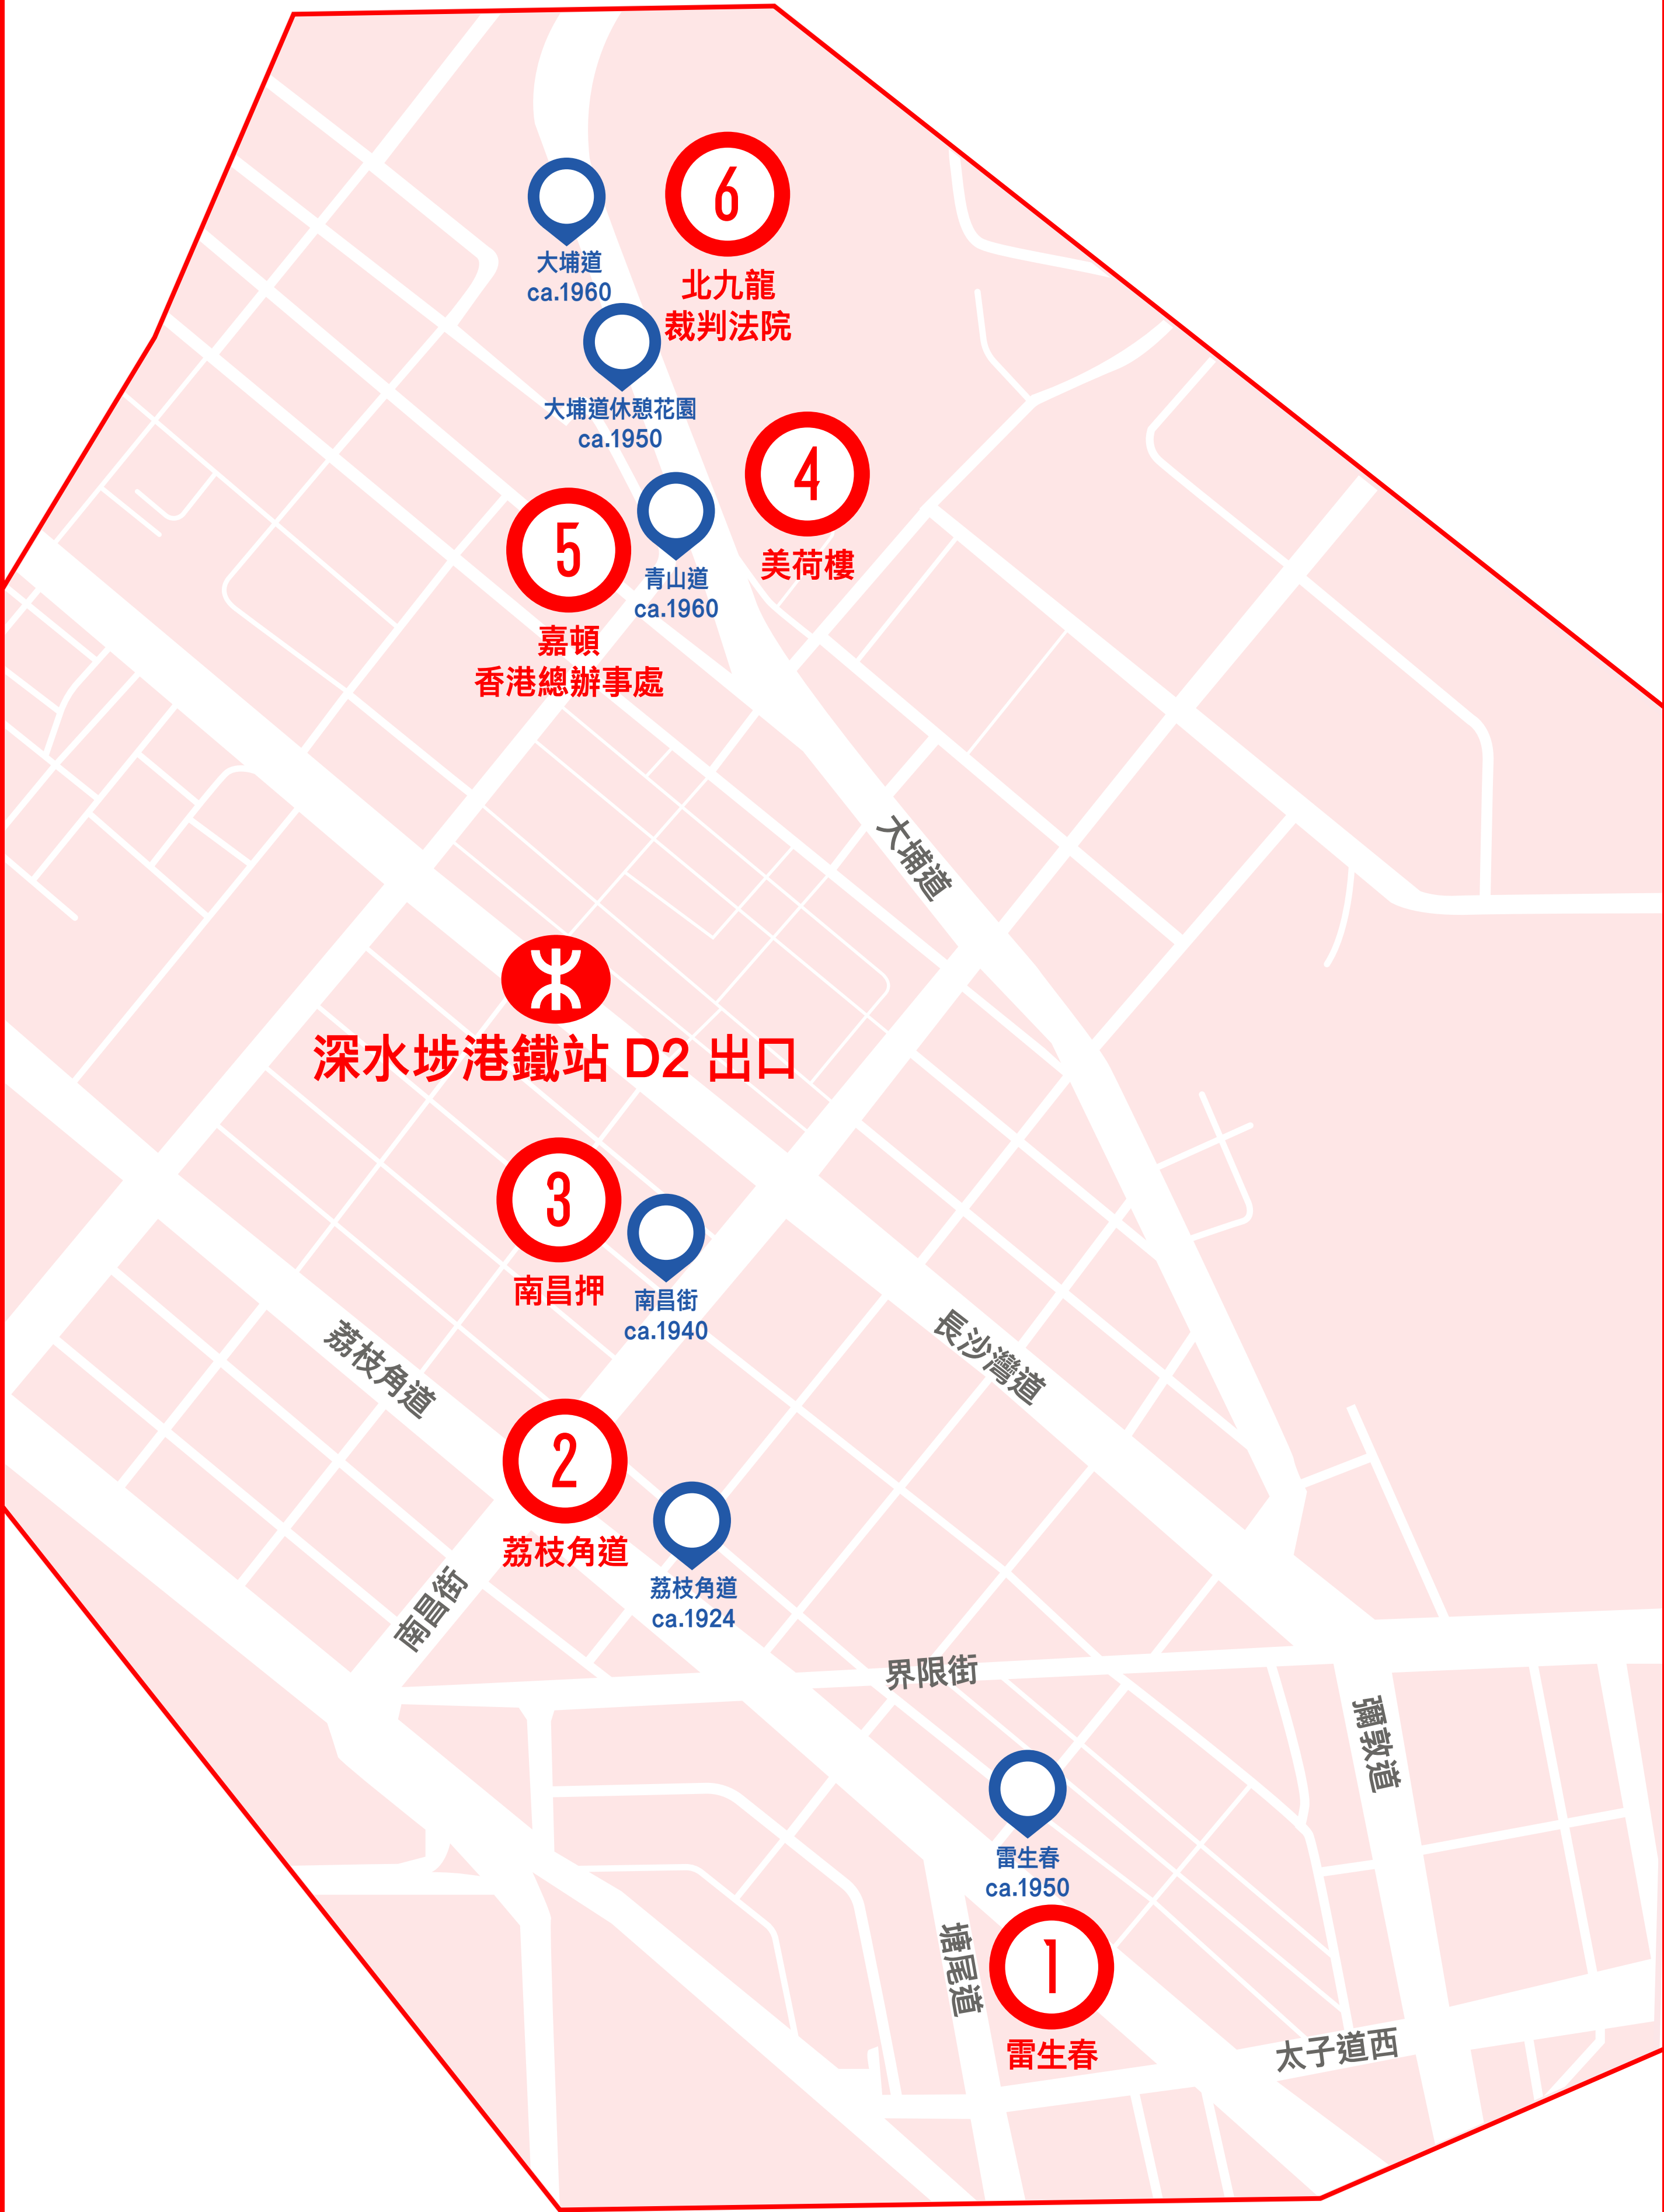 6
北九龍
裁判法院
大埔道
ca.1960
大埔道休憩花園
ca.1950
4
美荷樓
5
嘉頓
香港總辦事處
青山道
ca.1960
大埔道
深水埗港鐵站 D2 出口
3
南昌押
南昌街
ca.1940
荔枝角道
長沙灣道
2
荔枝角道
荔枝角道
ca.1924
南昌街
界限街
彌敦道
雷生春
ca.1950
塘尾道
1
雷生春
太子道西